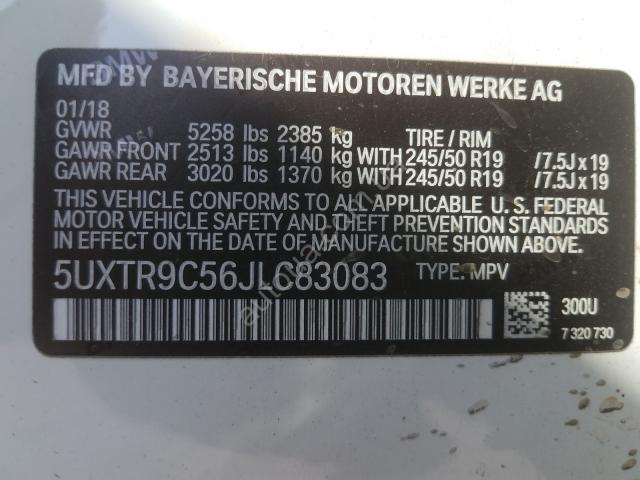 MFD BY BAYERISCHE MOTOREN WERKE AG
01/18
GVWR 5258 lbs 2385 kg TIRE / RIM
GAWR FRONT 2513 lbs 1140 kg WITH 245/50 R19 /7.5J x 19
GAWR REAR 3020 lbs 1370 kg WITH 245/50 R19 /7.5J x 19
THIS VEHICLE CONFORMS TO ALL APPLICABLE U. S. FEDERAL
MOTOR VEHICLE SAFETY AND THEFT PREVENTION STANDARDS
IN EFFECT ON THE DATE OF MANUFACTURE SHOWN ABOVE.
5UXTR9C56JLC83083 TYPE: MPV
300U
7 320 730